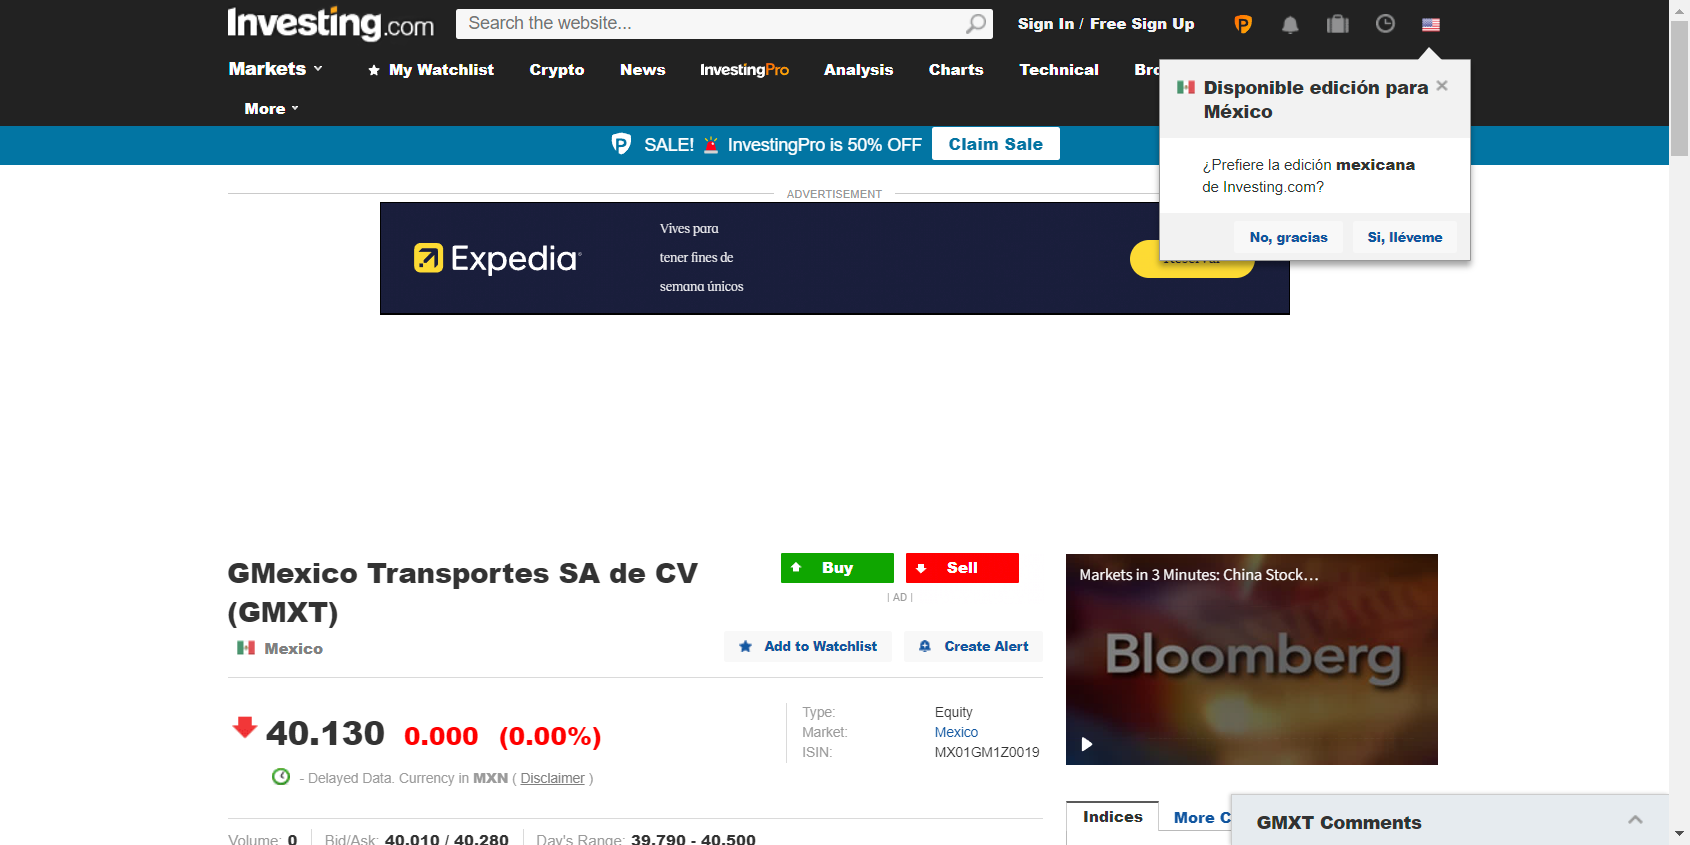 Investing.com
Search the website...
Sign In / Free Sign Up
Markets
My Watchlist
Crypto
News
InvestingPro
Analysis
Charts
Technical
More
Disponible edición para
México
¿Prefiere la edición mexicana
de Investing.com?
No, gracias
Si, lléveme
SALE! InvestingPro is 50% OFF
Claim Sale
ADVERTISEMENT
Expedia
Vives para
tener fines de
semana únicos
GMexico Transportes SA de CV
(GMXT)
Mexico
Buy
Sell
| AD |
Add to Watchlist
Create Alert
40.130 0.000 (0.00%)
- Delayed Data. Currency in MXN ( Disclaimer )
Type: Equity
Market: Mexico
ISIN: MX01GM1Z0019
Volume: 0
Bid/Ask: 40.010 / 40.280
Day's Range: 39.790 - 40.500
Markets in 3 Minutes: China Stock...
Bloomberg
Indices
More C
GMXT Comments